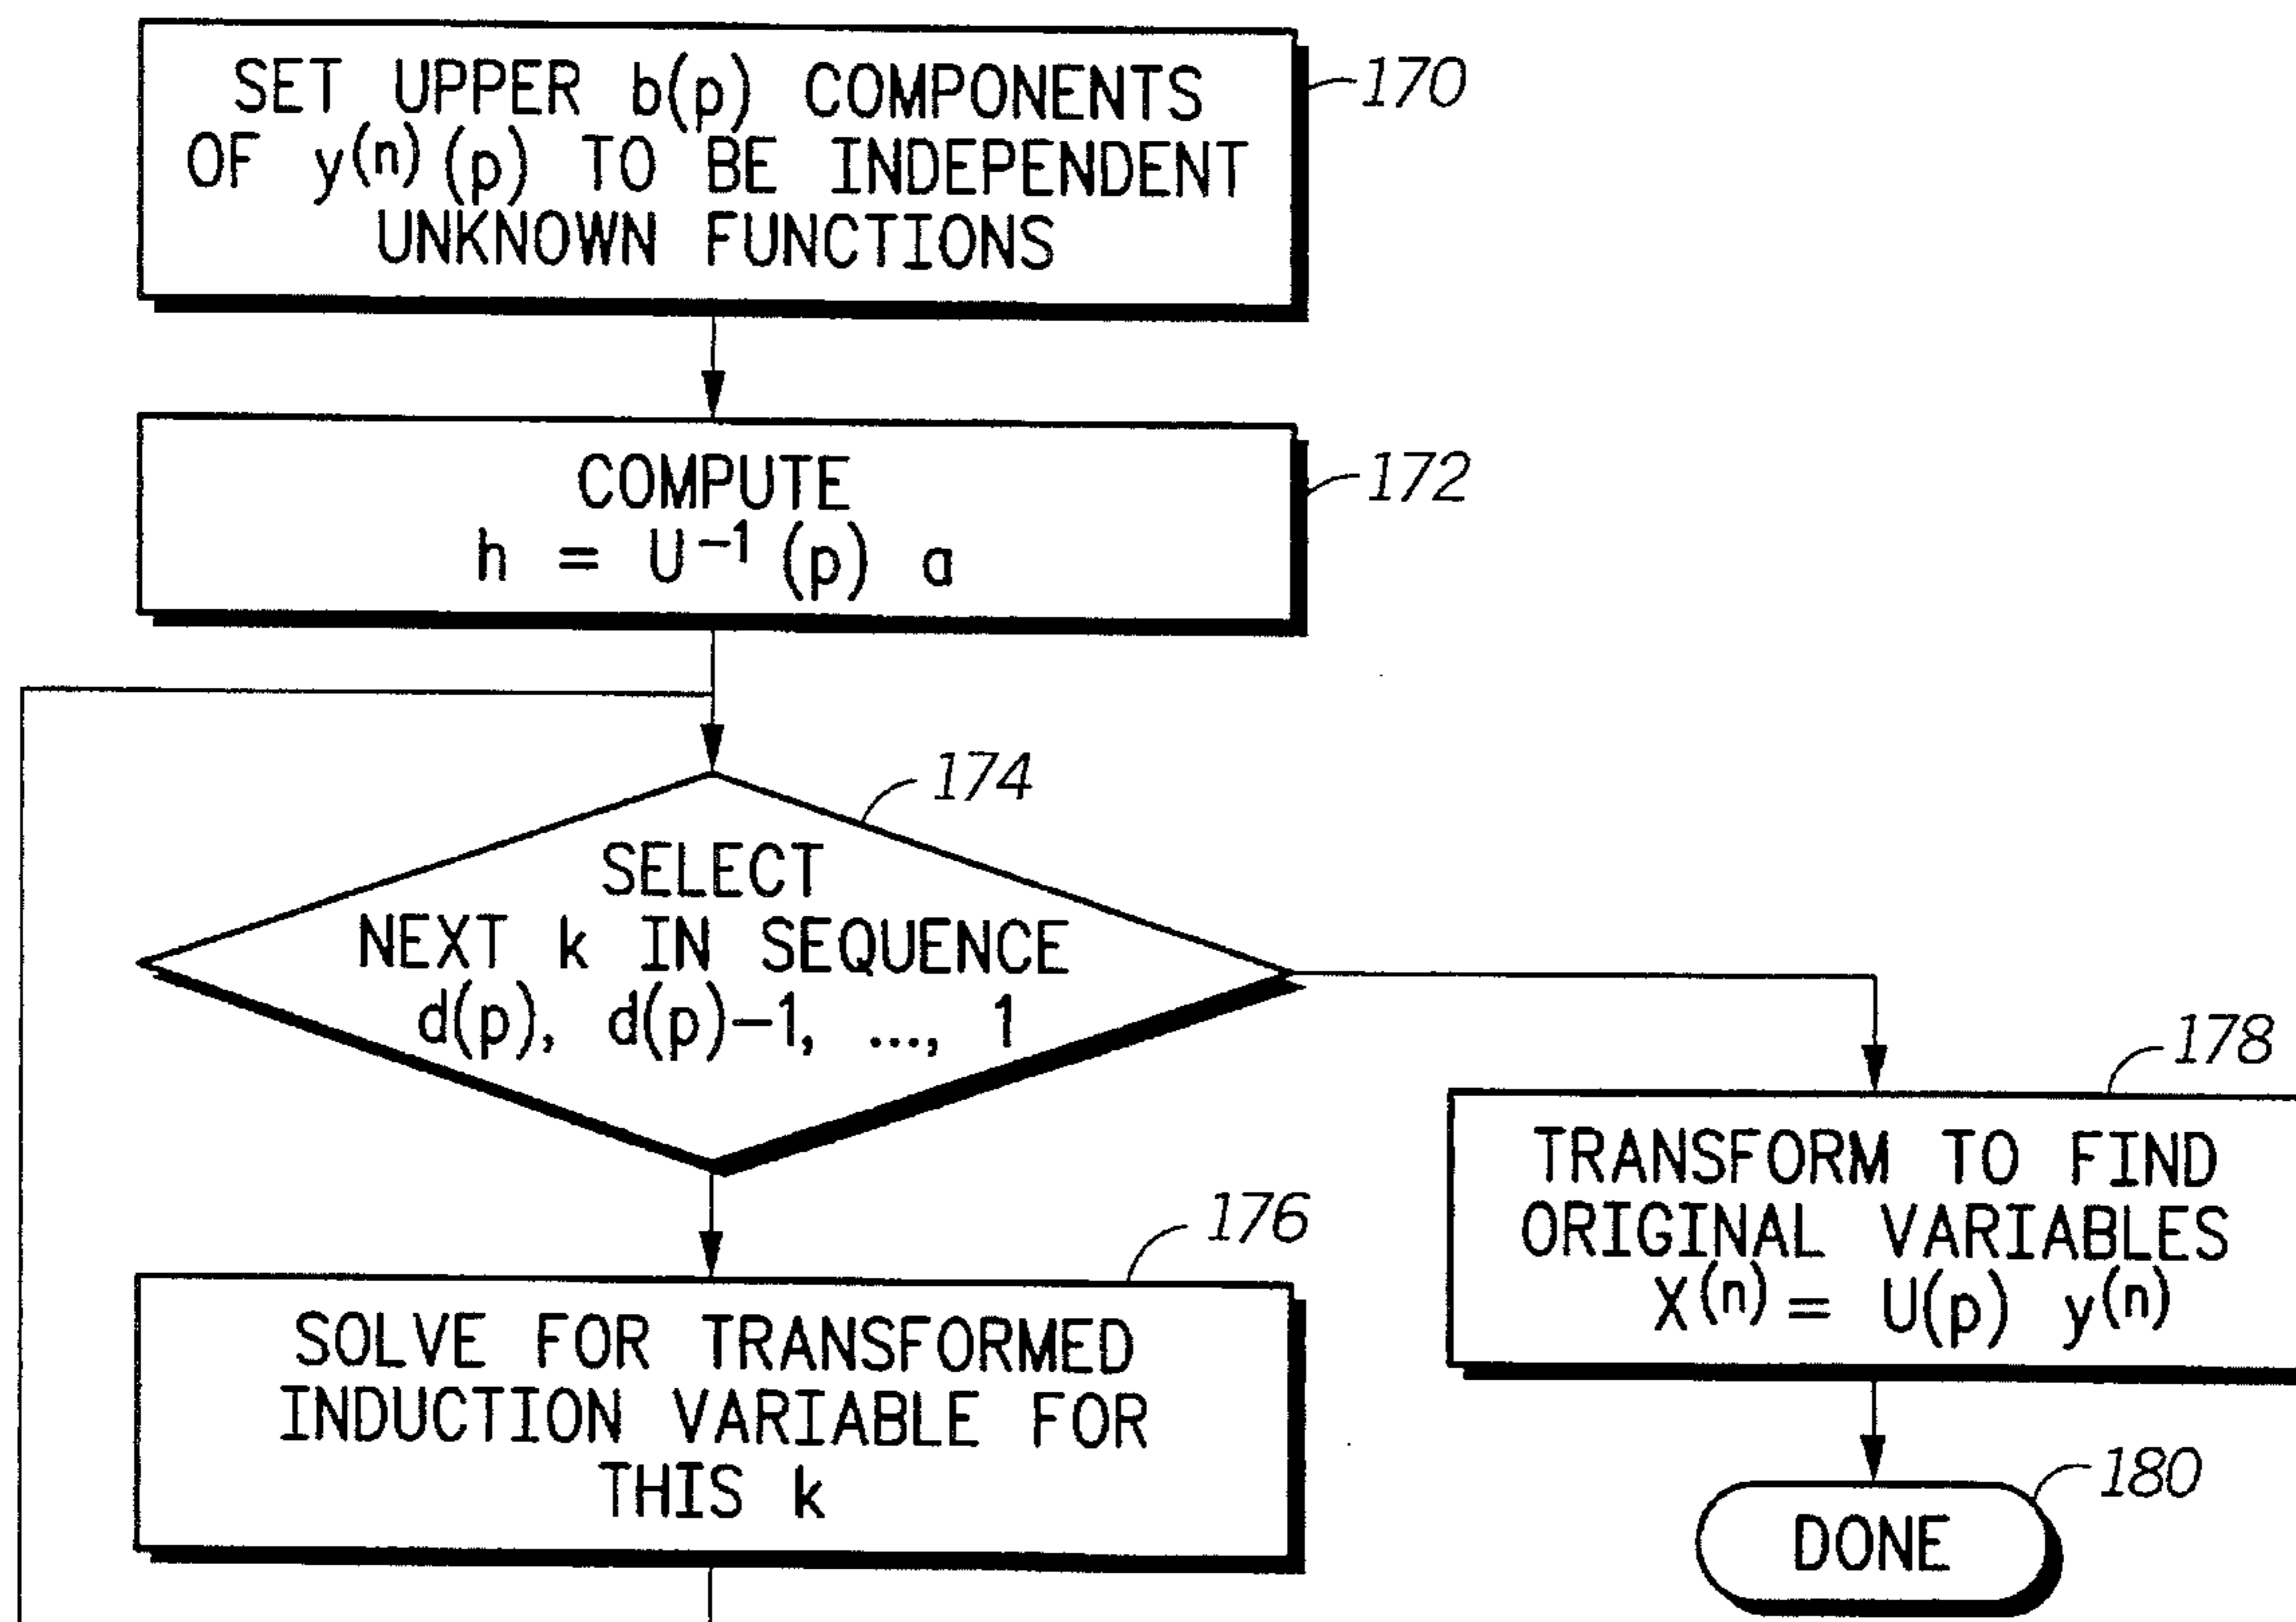 SET UPPER b(p) COMPONENTS
OF y(n)(p) TO BE INDEPENDENT
UNKNOWN FUNCTIONS
170
COMPUTE
h = U-1 (p) a
172
174
SELECT
NEXT k IN SEQUENCE
d(p), d(p)-1, ..., 1
176
SOLVE FOR TRANSFORMED
INDUCTION VARIABLE FOR
THIS k
178
TRANSFORM TO FIND
ORIGINAL VARIABLES
X(n) = U(p) y(n)
180
DONE